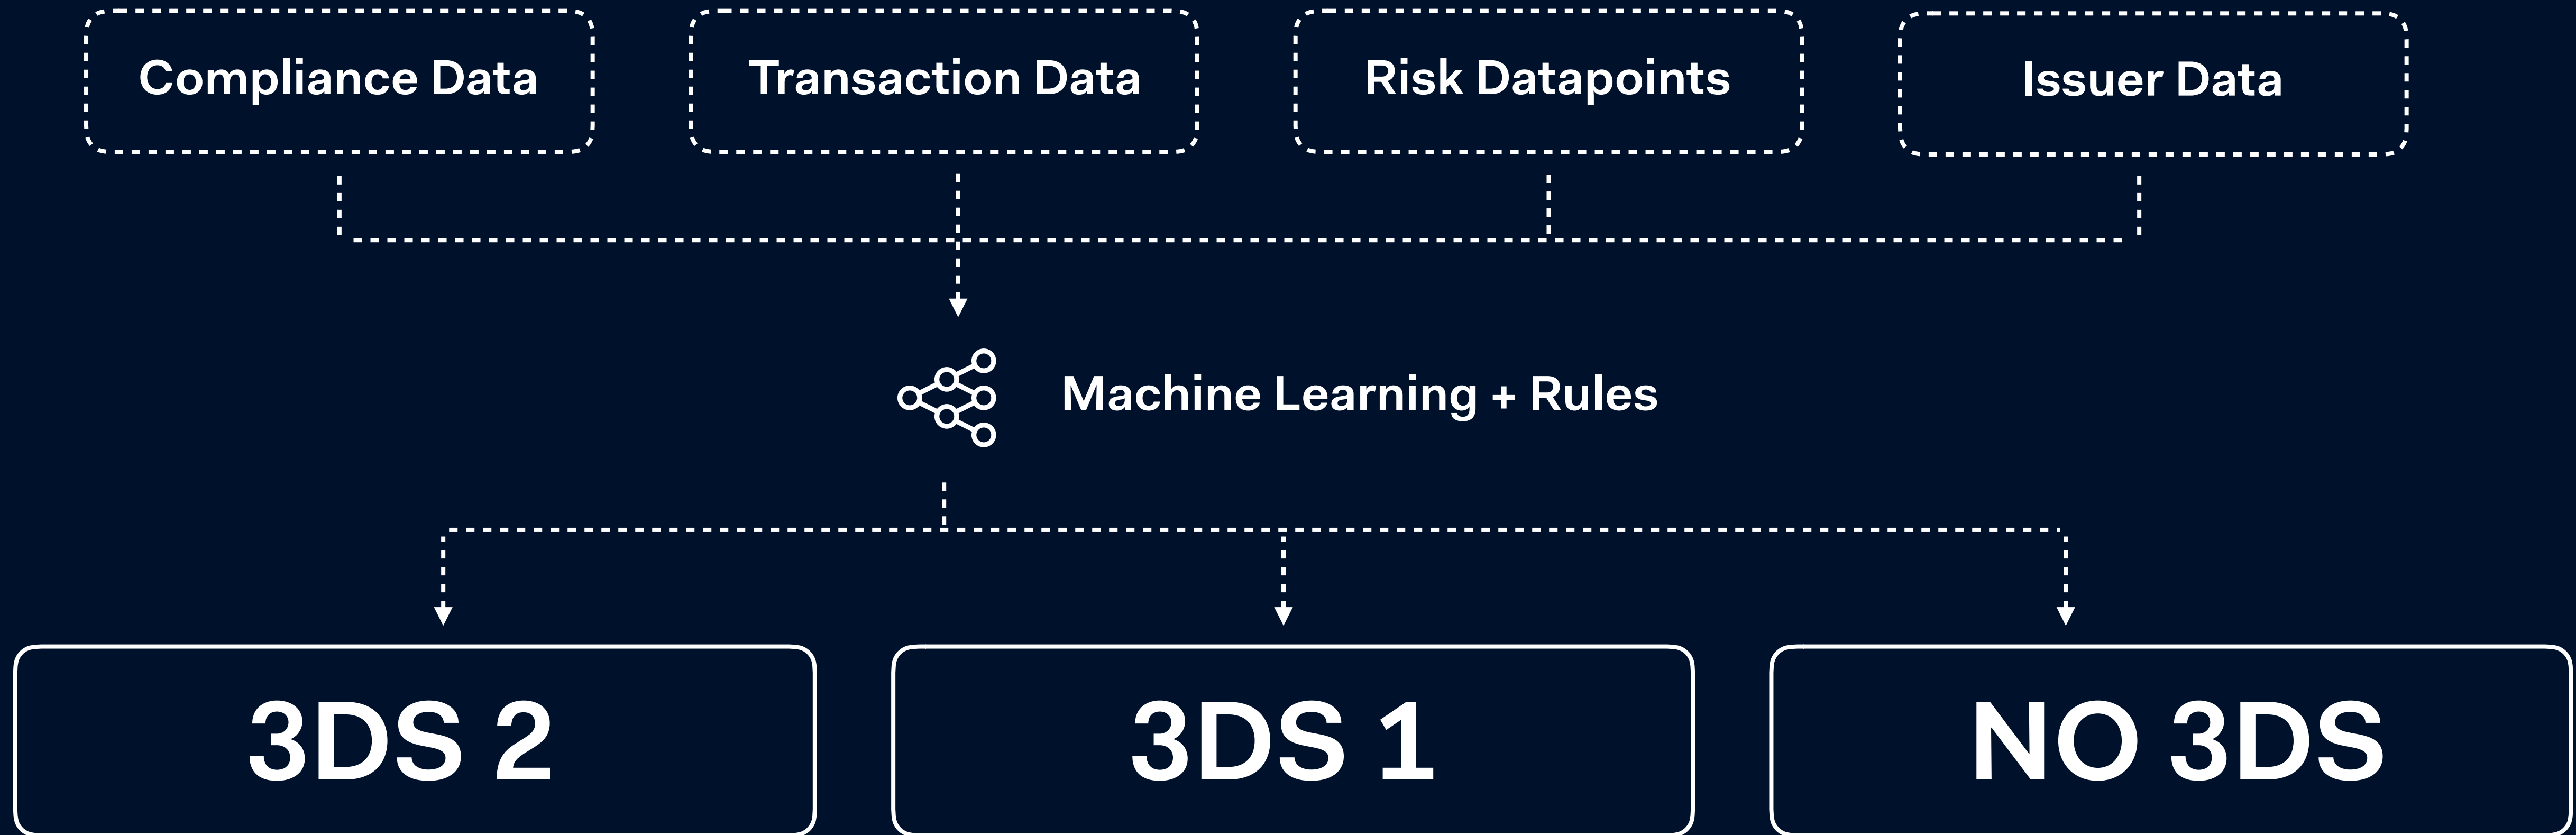 Compliance Data
Transaction Data
Risk Datapoints
Issuer Data
Machine Learning + Rules
3DS 2
3DS 1
NO 3DS